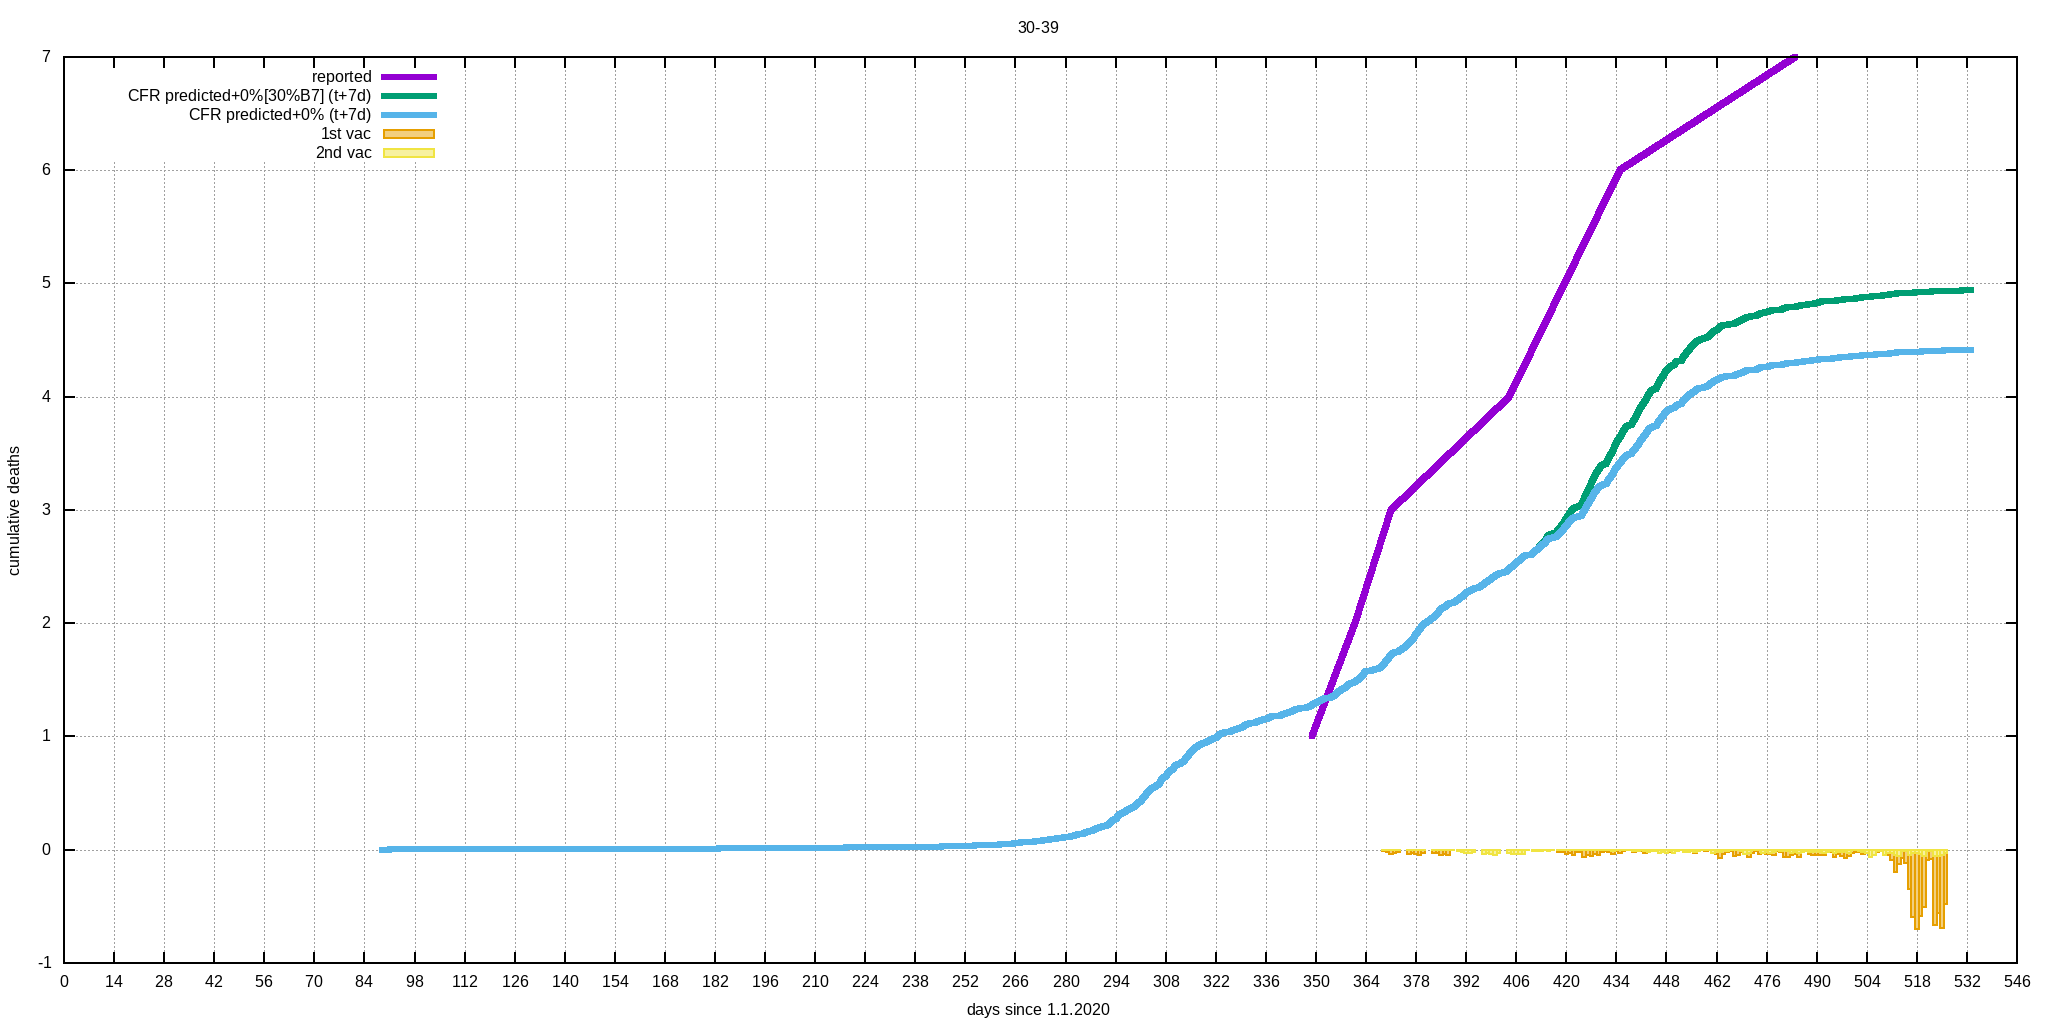 30-39
7
reported
CFR predicted+0%[30%B7] (t+7d)
CFR predicted+0% (t+7d)
1st vac
2nd vac
6
5
4
3
2
1
0
-1
cumulative deaths
0 14 28 42 56 70 84 98 112 126 140 154 168 182 196 210 224 238 252 266 280 294 308 322 336 350 364 378 392 406 420 434 448 462 476 490 504 518 532 546
days since 1.1.2020